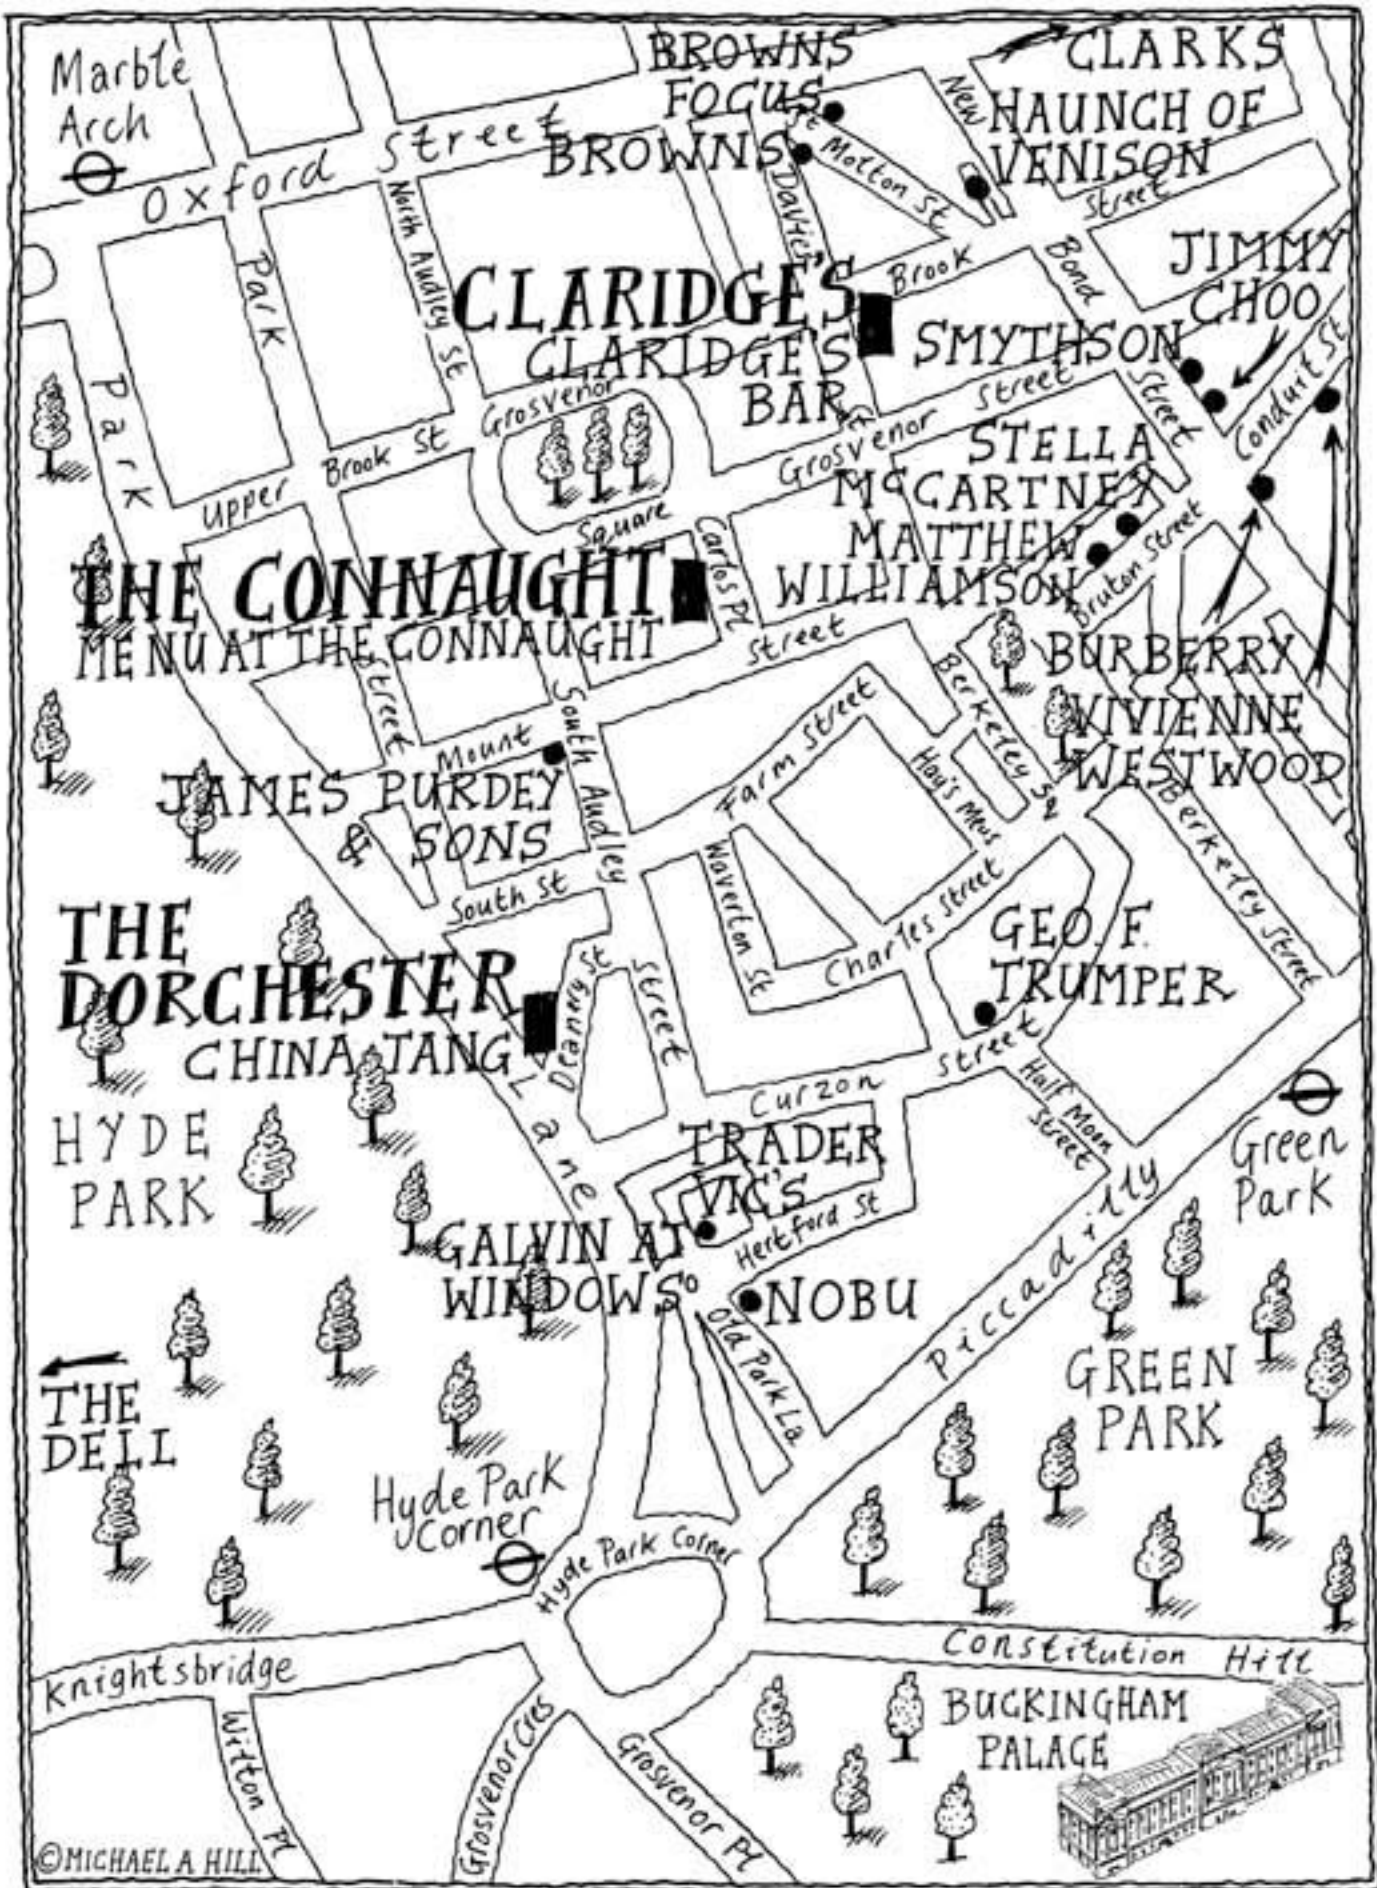 Marble
Arch
Oxford Street
BROWNS
FOCUS
BROWNS
CLARKS
HAUNCH OF
VENISON
New
Bond
Street
St Molton St
Davies
St
Brook
Street
North Audley St
Park
Street
Park
Lane
JIMMY
CHOO
CLARIDGE'S
CLARIDGE'S
BAR
SMYTHSON
Conduit St
Grosvenor
Square
Grosvenor Street
Upper Brook St
STELLA
McCARTNEY
MATTHEW
WILLIAMSON
Bruton Street
Carlos Pl
THE CONNAUGHT
MENU AT THE CONNAUGHT
Mount
Street
BURBERRY
VIVIENNE
WESTWOOD
Berkeley Sq
Berkeley Street
South Audley
Street
Farm Street
Hay's Mews
JAMES PURDEY
& SONS
South St
Waverton St
Charles Street
GEO. F.
TRUMPER
THE
DORCHESTER
CHINA TANG
Deanery St
Curzon Street
Half Moon
Street
Green
Park
HYDE
PARK
TRADER
VIC'S
GALVIN AT
WINDOWS
Hertford St
NOBU
Old Park La
Piccadilly
GREEN
PARK
THE
DELL
Hyde Park
Corner
Hyde Park Corner
Constitution Hill
Knightsbridge
Wilton Pl
Grosvenor Cres
Grosvenor Pl
BUCKINGHAM
PALACE
©MICHAEL A HILL